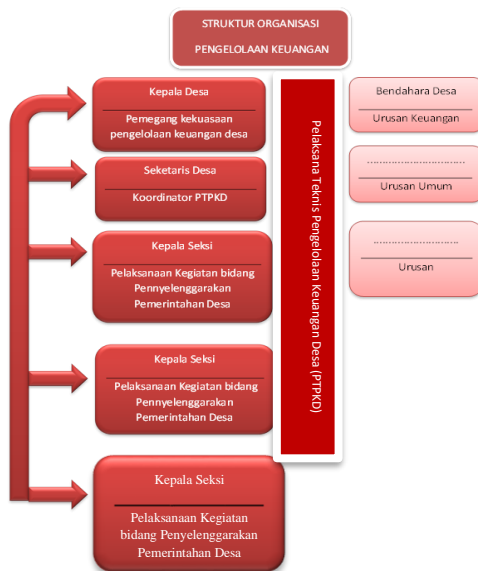 STRUKTUR ORGANISASI
PENGELOLAAN KEUANGAN
Kepala Desa
Pemegang kekuasaan
pengelolaan keuangan desa
Seketaris Desa
Koordinator PTPKD
Kepala Seksi
Pelaksanaan Kegiatan bidang
Pennyelenggarakan
Pemerintahan Desa
Kepala Seksi
Pelaksanaan Kegiatan bidang
Pennyelenggarakan
Pemerintahan Desa
Kepala Seksi
Pelaksanaan Kegiatan
bidang Penyelenggarakan
Pemerintahan Desa
Pelaksana Teknis Pengelolaan Keuangan Desa (PTPKD)
Bendahara Desa
Urusan Keuangan
................................
Urusan Umum
............................
Urusan